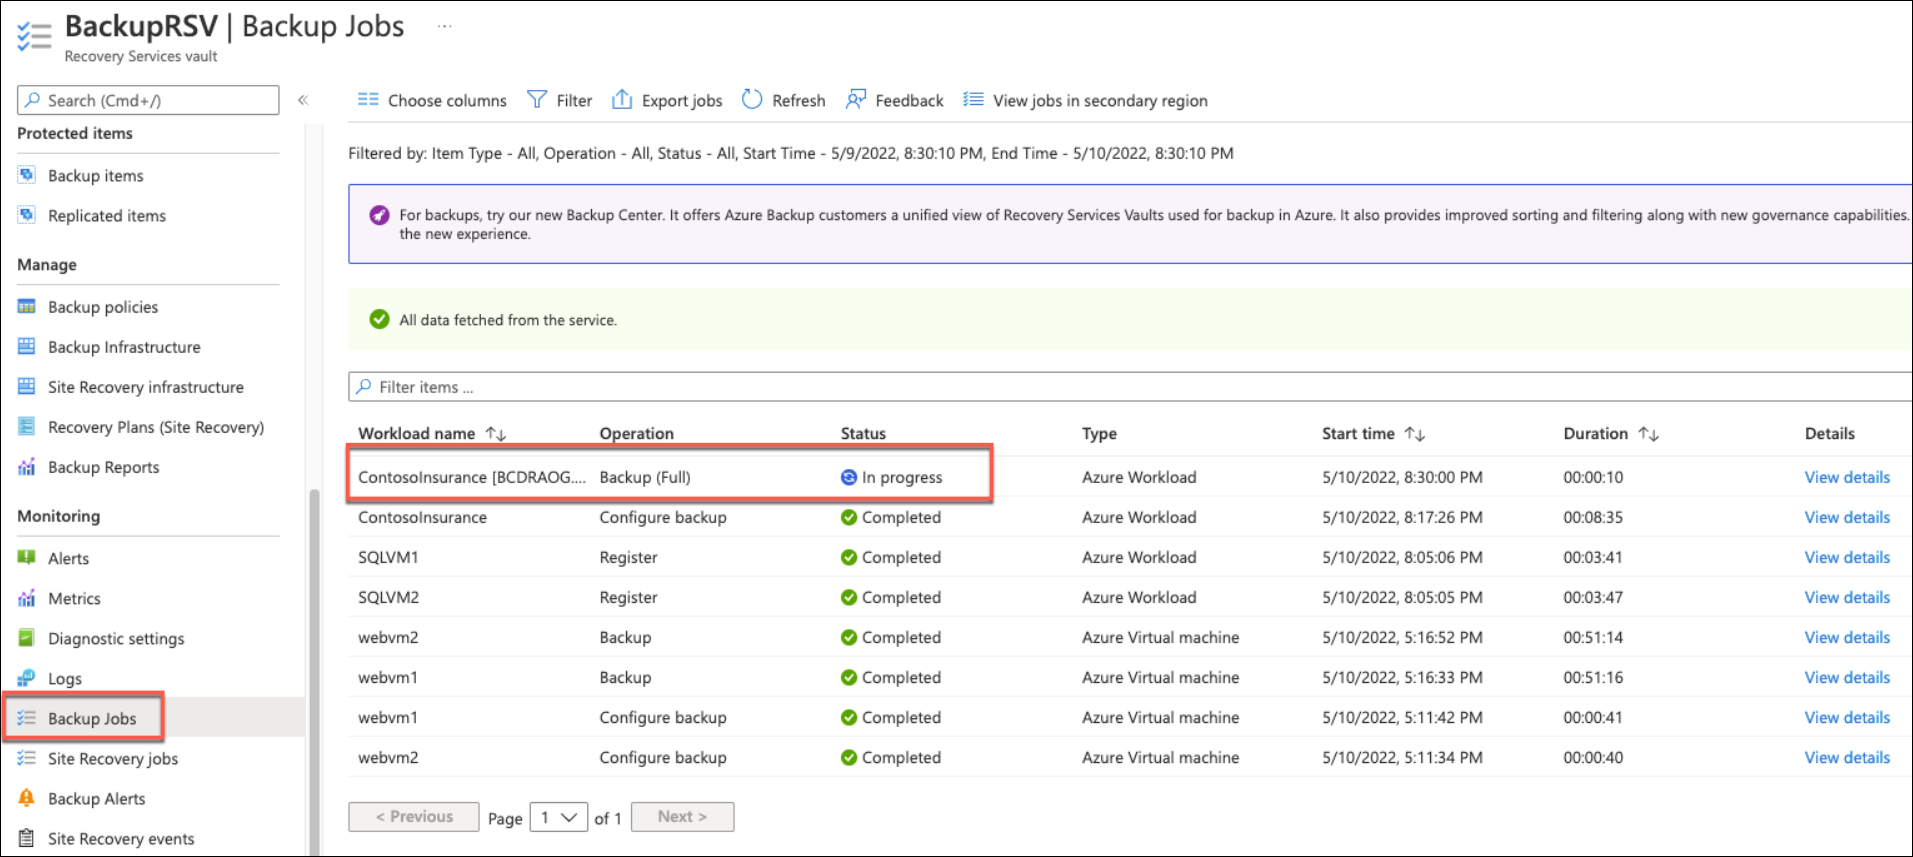 BackupRSV | Backup Jobs ...
Recovery Services vault
Search (Cmd+/)
«
Protected items
Backup items
Replicated items
Manage
Backup policies
Backup Infrastructure
Site Recovery infrastructure
Recovery Plans (Site Recovery)
Backup Reports
Monitoring
Alerts
Metrics
Diagnostic settings
Logs
Backup Jobs
Site Recovery jobs
Backup Alerts
Site Recovery events
Choose columns Filter Export jobs Refresh Feedback View jobs in secondary region
Filtered by: Item Type - All, Operation - All, Status - All, Start Time - 5/9/2022, 8:30:10 PM, End Time - 5/10/2022, 8:30:10 PM
For backups, try our new Backup Center. It offers Azure Backup customers a unified view of Recovery Services Vaults used for backup in Azure. It also provides improved sorting and filtering along with new governance capabilities.
the new experience.
All data fetched from the service.
Filter items ...
Workload name ↑↓ Operation Status Type Start time ↑↓ Duration ↑↓ Details
ContosoInsurance [BCDRAOG.... Backup (Full) In progress Azure Workload 5/10/2022, 8:30:00 PM 00:00:10 View details
ContosoInsurance Configure backup Completed Azure Workload 5/10/2022, 8:17:26 PM 00:08:35 View details
SQLVM1 Register Completed Azure Workload 5/10/2022, 8:05:06 PM 00:03:41 View details
SQLVM2 Register Completed Azure Workload 5/10/2022, 8:05:05 PM 00:03:47 View details
webvm2 Backup Completed Azure Virtual machine 5/10/2022, 5:16:52 PM 00:51:14 View details
webvm1 Backup Completed Azure Virtual machine 5/10/2022, 5:16:33 PM 00:51:16 View details
webvm1 Configure backup Completed Azure Virtual machine 5/10/2022, 5:11:42 PM 00:00:41 View details
webvm2 Configure backup Completed Azure Virtual machine 5/10/2022, 5:11:34 PM 00:00:40 View details
< Previous Page 1 of 1 Next >